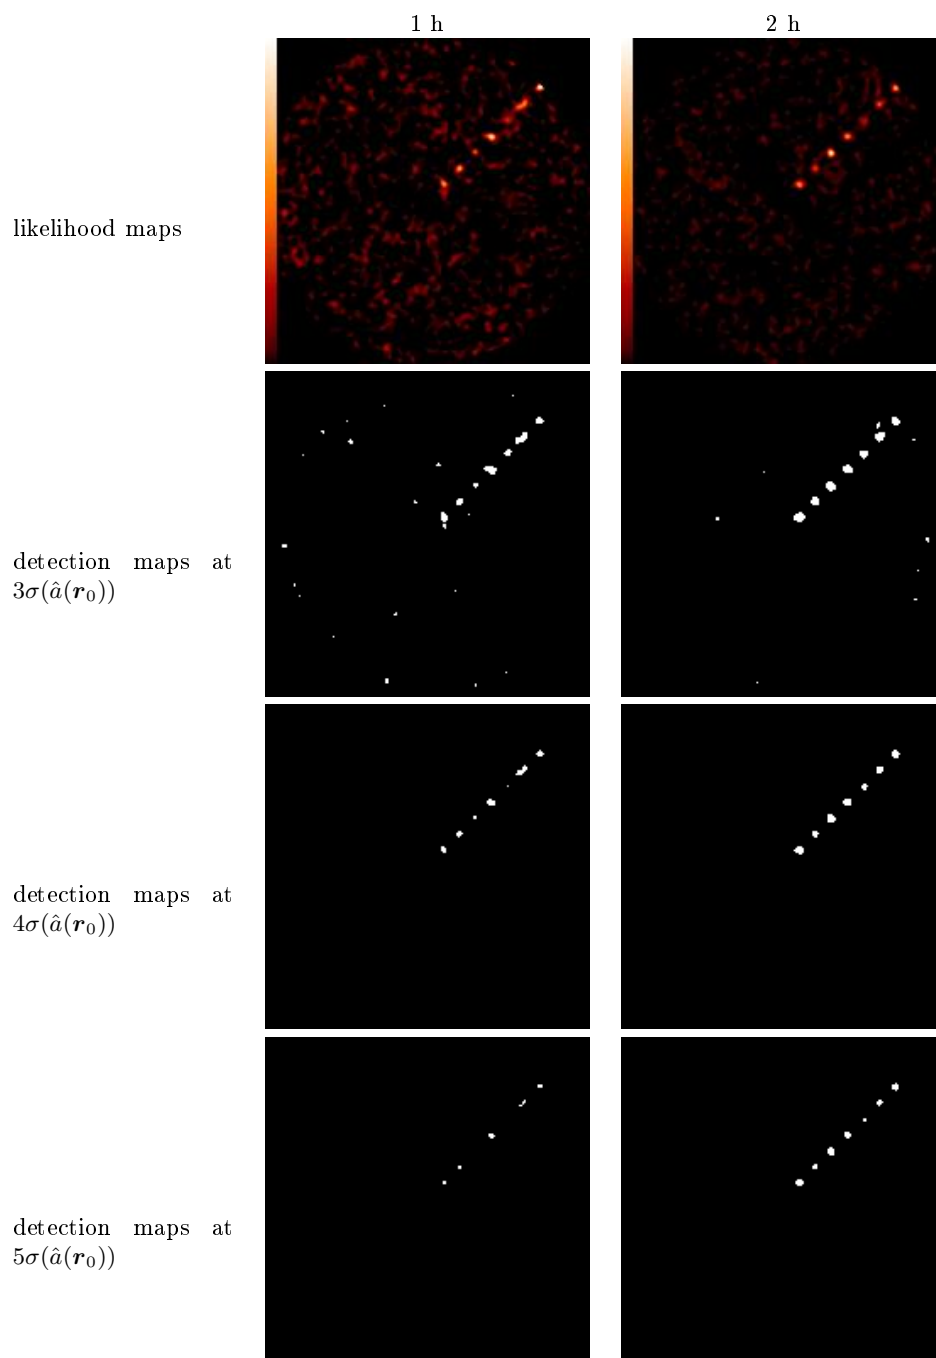 1 h 2 h
likelihood maps
detection maps at
3σ(â(r₀))
detection maps at
4σ(â(r₀))
detection maps at
5σ(â(r₀))